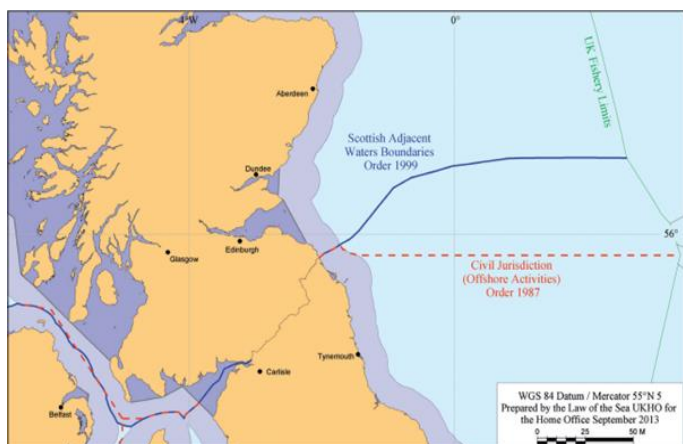 4°W
0°
UK Fishery Limits
Aberdeen
Scottish Adjacent
Waters Boundaries
Order 1999
Dundee
56°
Edinburgh
Glasgow
Civil Jurisdiction
(Offshore Activities)
Order 1987
Tynemouth
Carlisle
Belfast
WGS 84 Datum / Mercator 55°N 5
Prepared by the Law of the Sea UKHO for
the Home Office September 2013
0 25 50 M